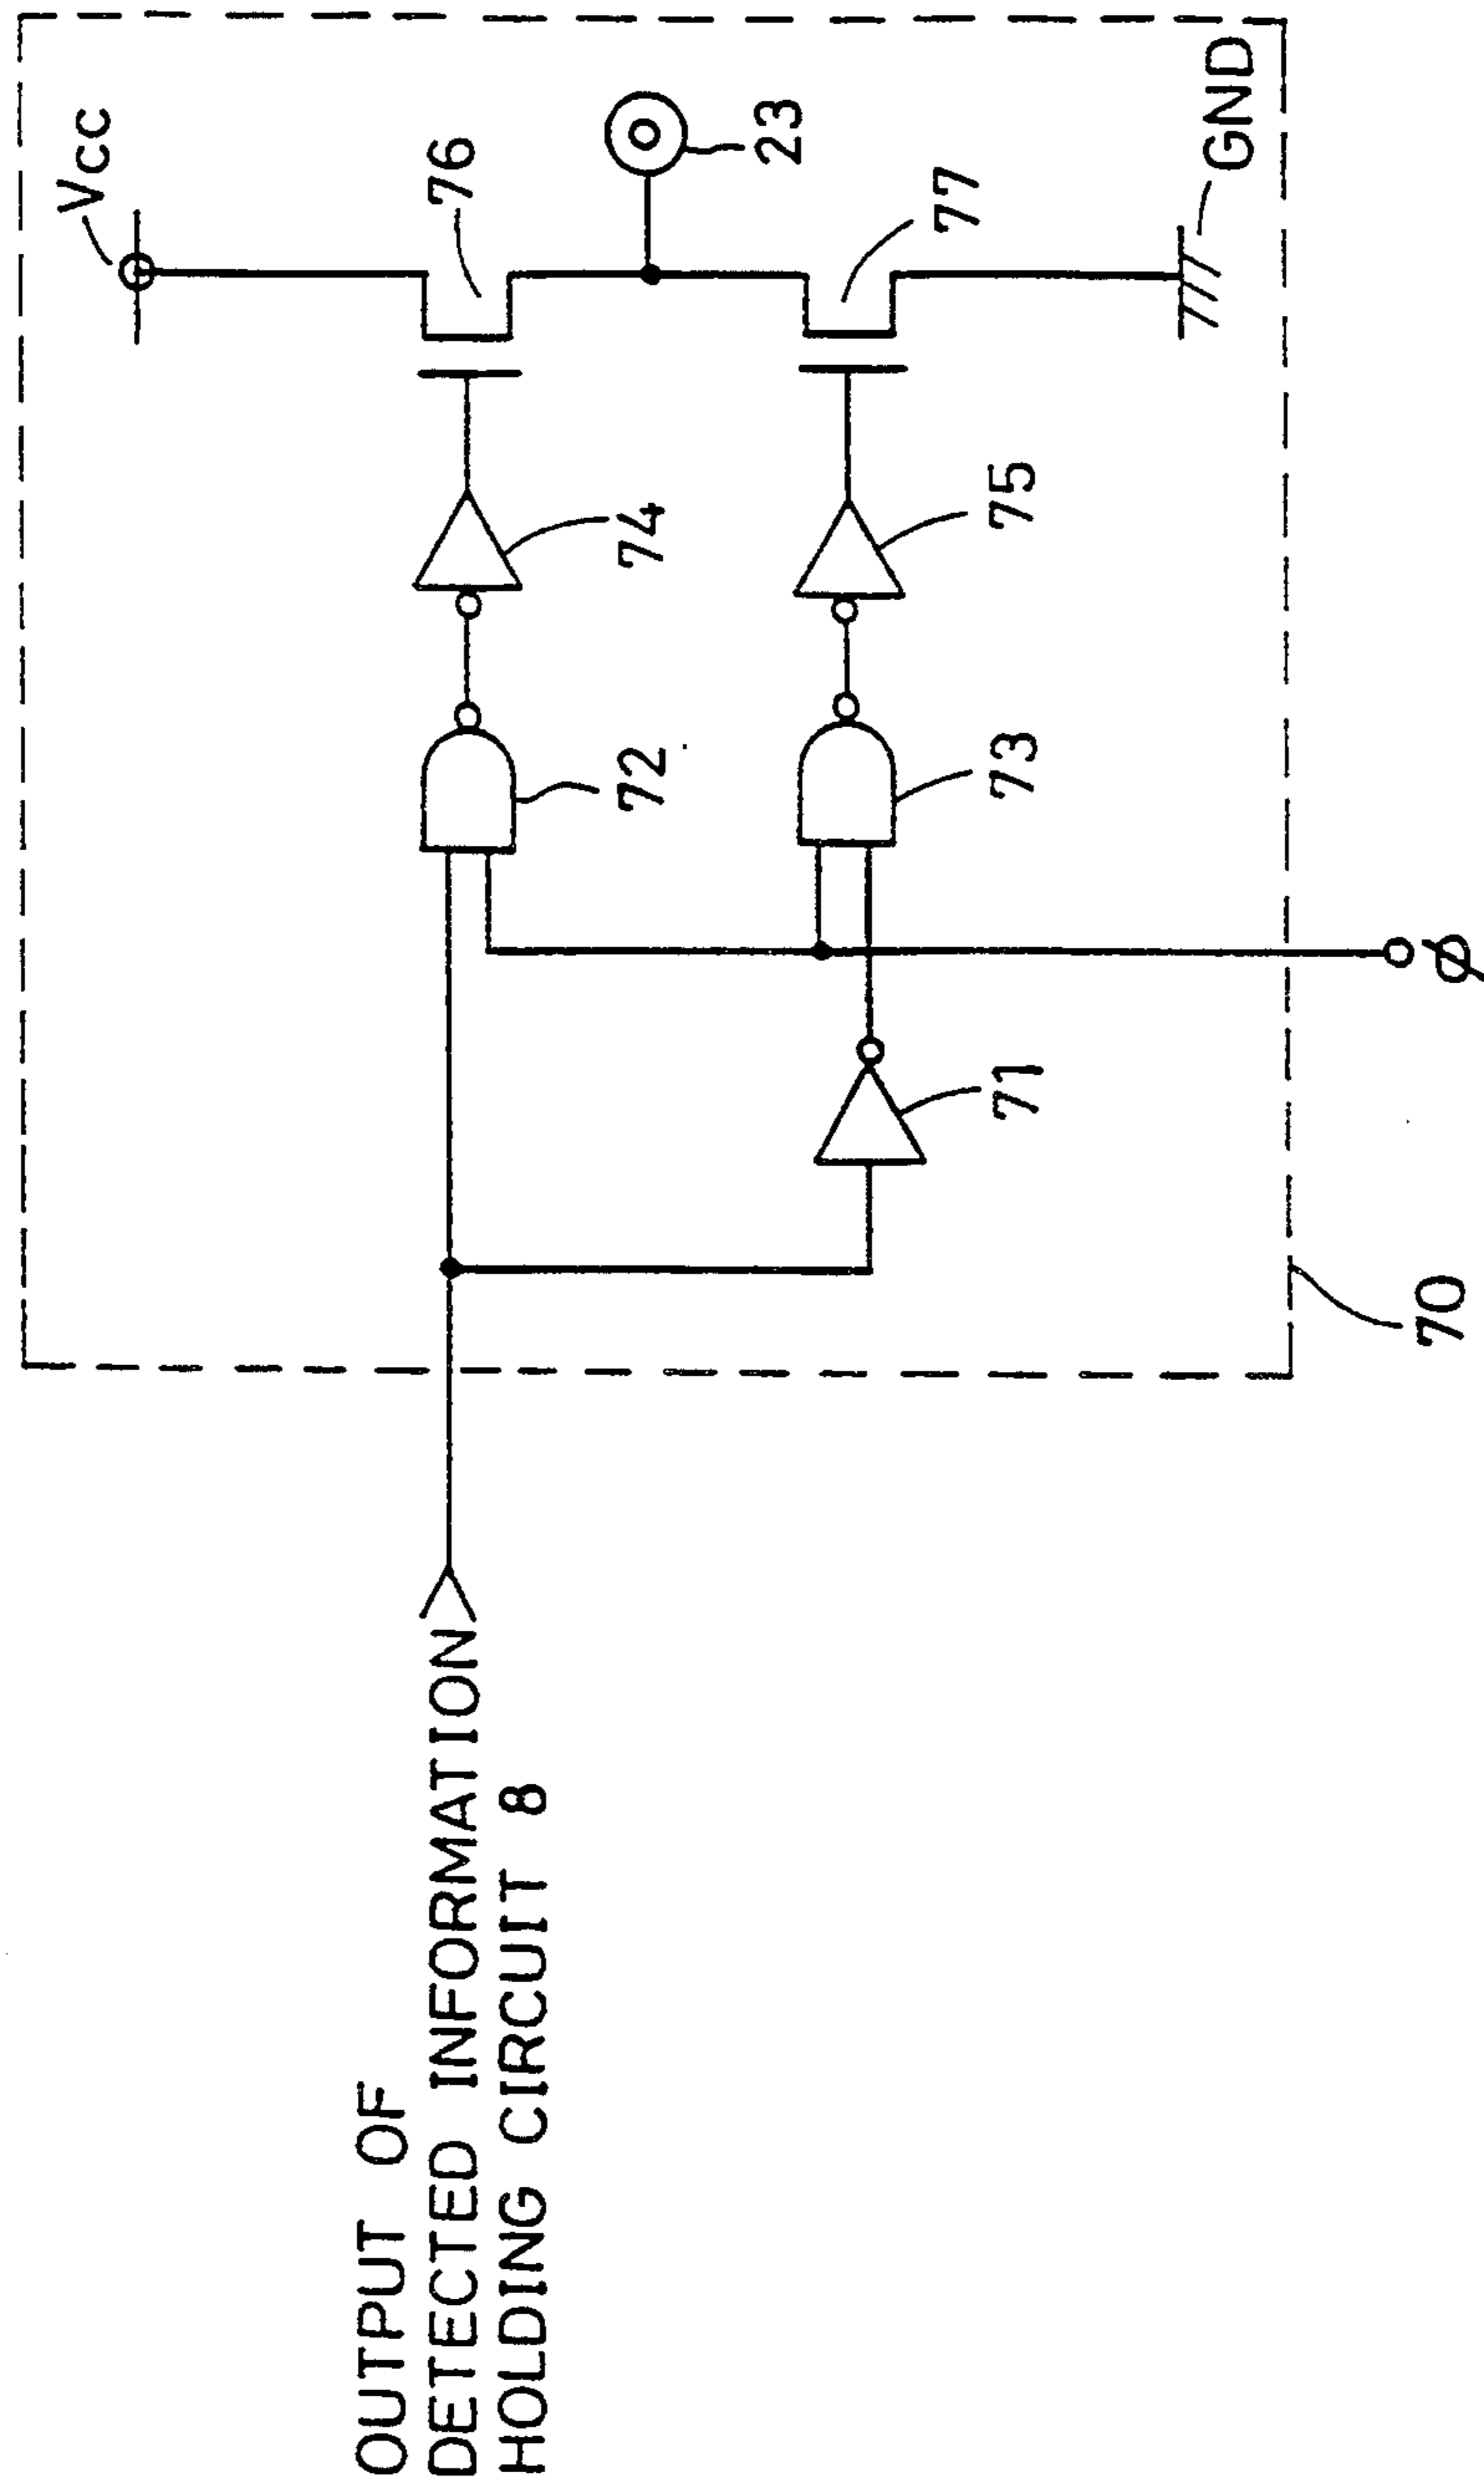 OUTPUT OF
DETECTED INFORMATION
HOLDING CIRCUIT 8
Vcc
76
23
77
GND
74
75
72
73
71
ø
70